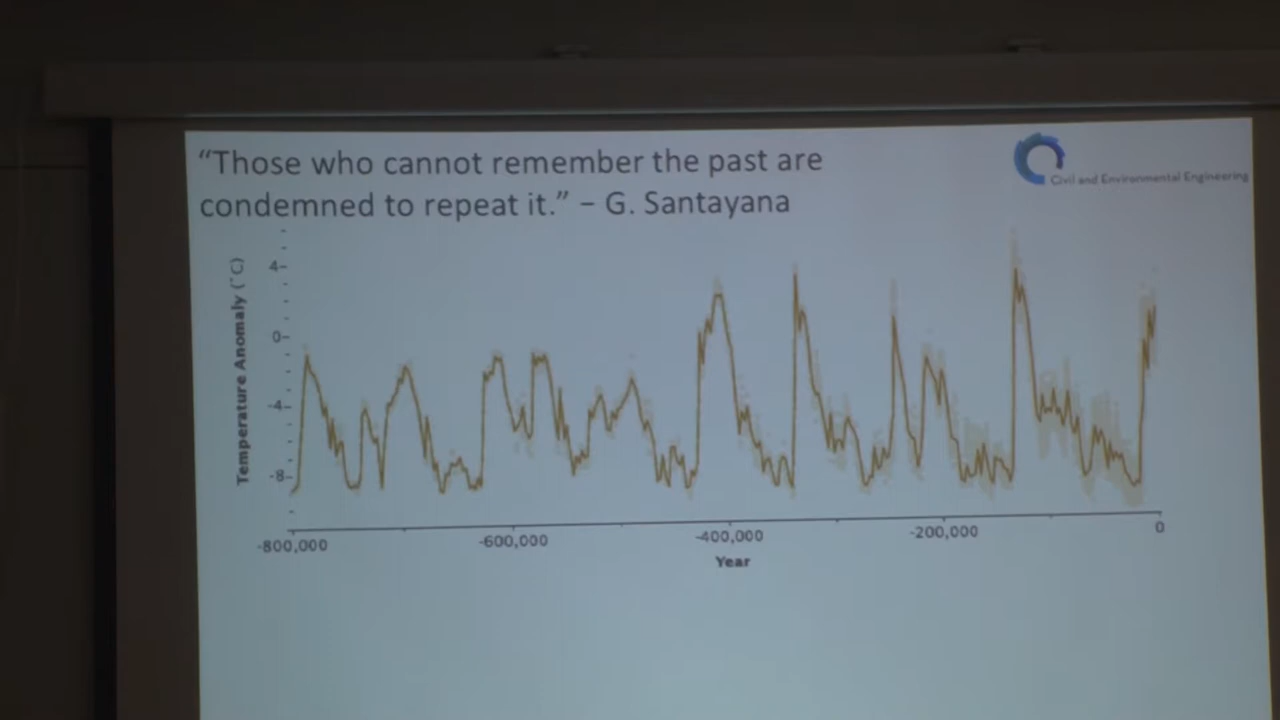 “Those who cannot remember the past are
condemned to repeat it.” – G. Santayana
Civil and Environmental Engineering
Temperature Anomaly (°C)
4
0
-4
-8
-800,000 -600,000 -400,000 -200,000 0
Year